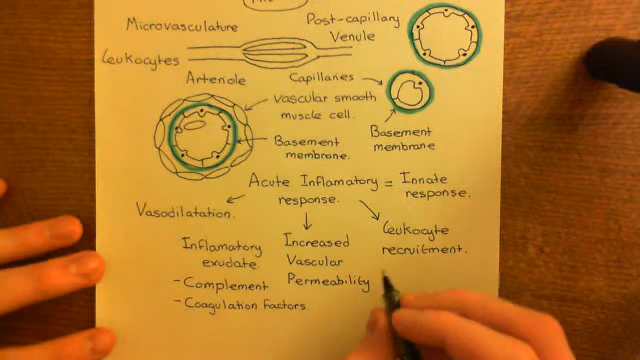 Microvasculature
Post-capillary
Venule
Leukocytes
Arteriole
Capillaries
vascular smooth
muscle cell.
Basement
membrane.
Basement
membrane
Acute Inflamatory = Innate
response. response.
Vasodilatation.
Inflamatory
exudate.
- Complement
- Coagulation Factors.
Increased
Vascular
Permeability
Leukocyte
recruitment.